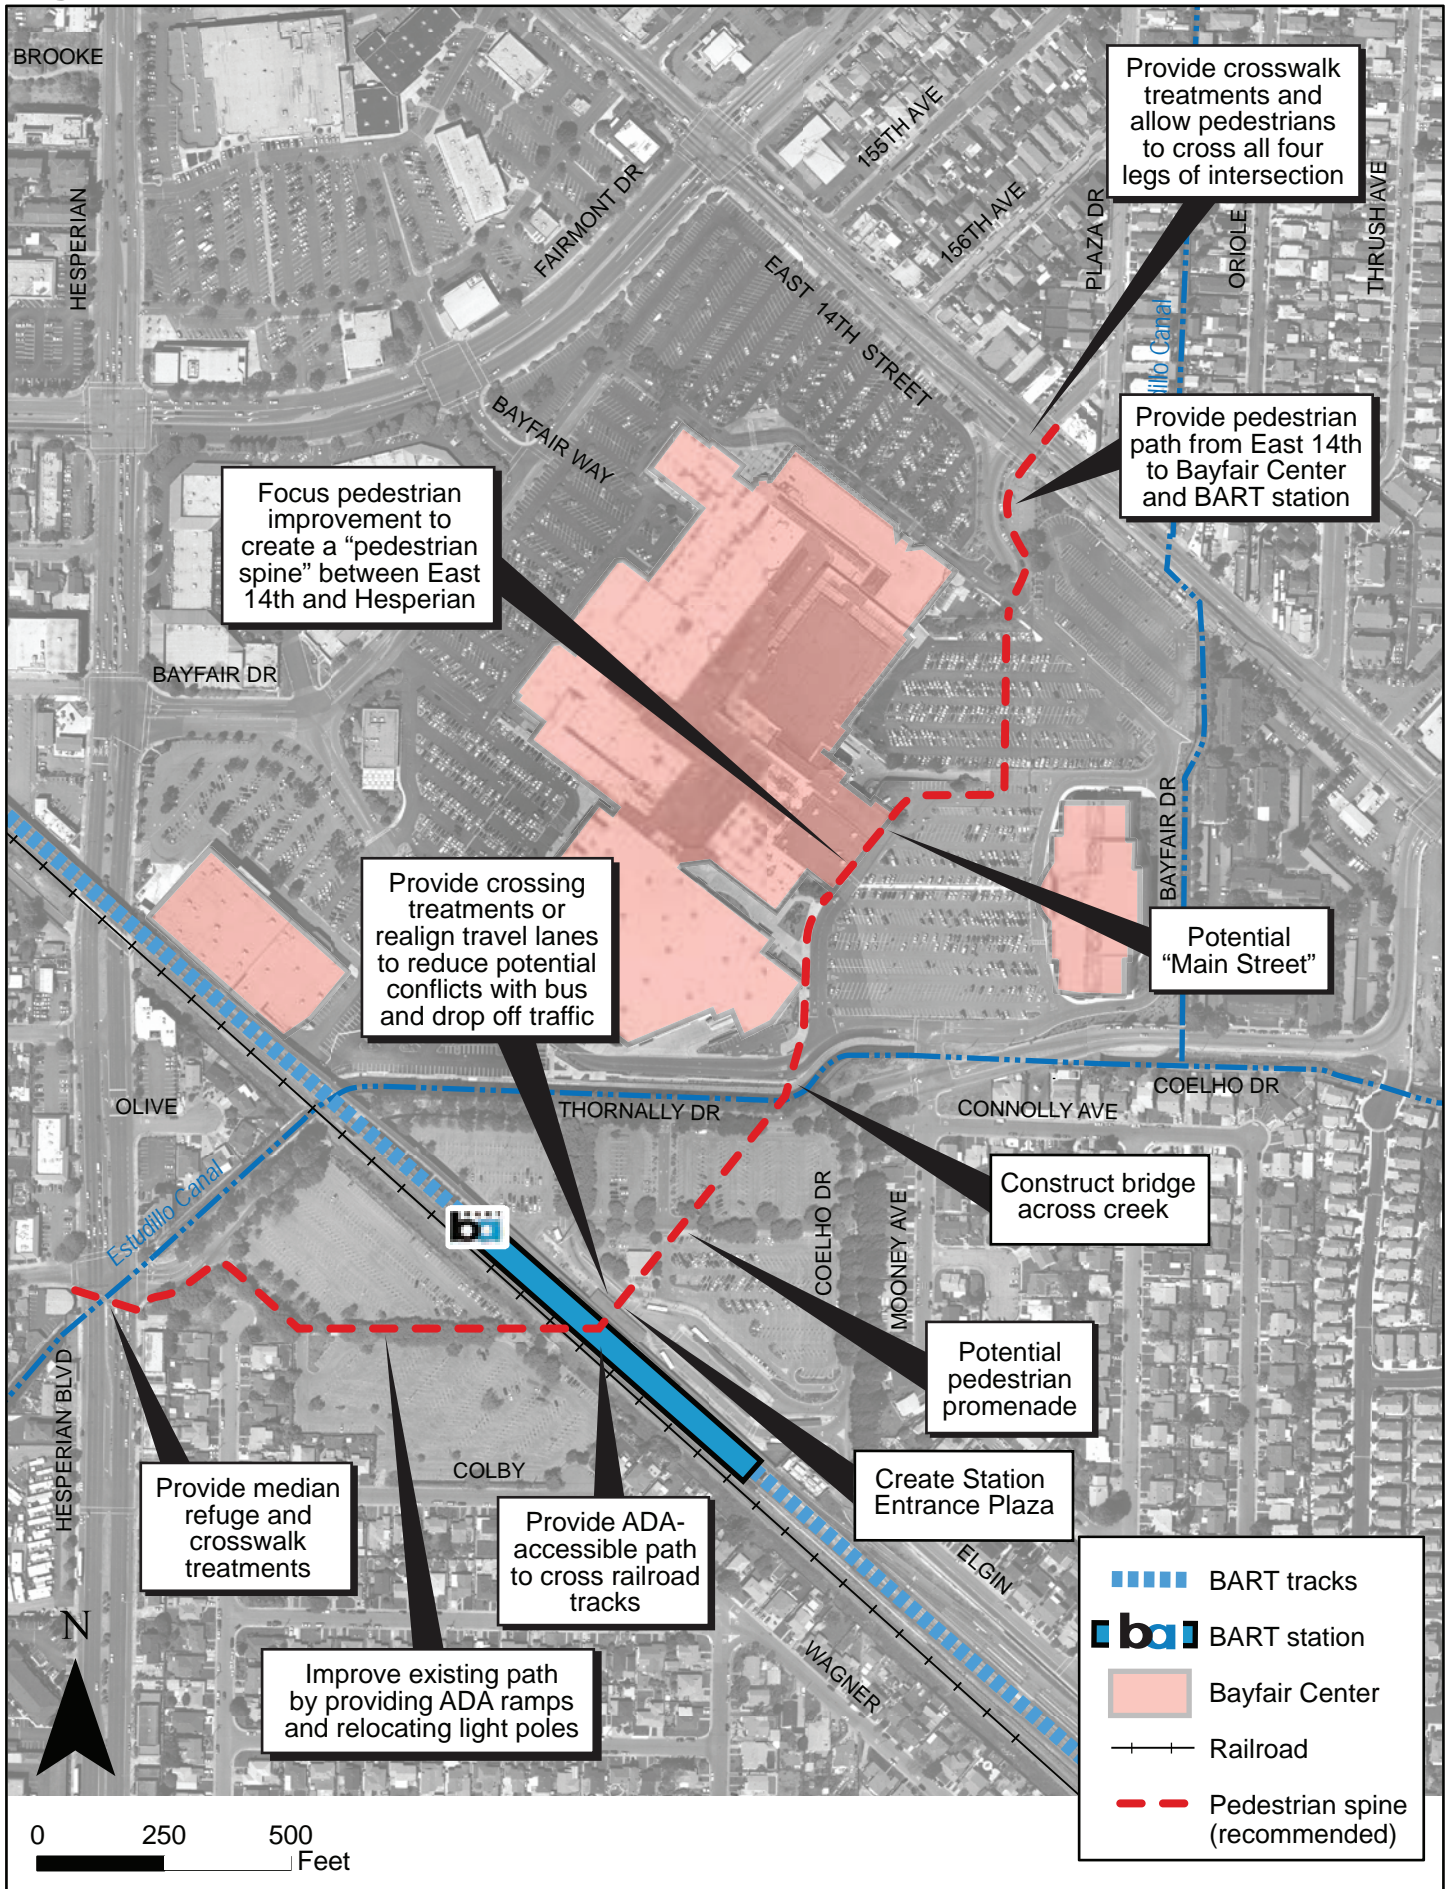 BROOKE
HESPERIAN
FAIRMONT DR
155TH AVE
156TH AVE
PLAZA DR
ORIOLE
THRUSH AVE
Provide crosswalk
treatments and
allow pedestrians
to cross all four
legs of intersection
EAST 14TH STREET
dillo Canal
BAYFAIR WAY
Provide pedestrian
path from East 14th
to Bayfair Center
and BART station
Focus pedestrian
improvement to
create a “pedestrian
spine” between East
14th and Hesperian
BAYFAIR DR
BAYFAIR DR
Provide crossing
treatments or
realign travel lanes
to reduce potential
conflicts with bus
and drop off traffic
Potential
“Main Street”
OLIVE
THORNALLY DR
CONNOLLY AVE
COELHO DR
Estudillo Canal
ba
COELHO DR
MOONEY AVE
Construct bridge
across creek
HESPERIAN BLVD
Potential
pedestrian
promenade
COLBY
Create Station
Entrance Plaza
Provide median
refuge and
crosswalk
treatments
Provide ADA-
accessible path
to cross railroad
tracks
ELGIN
WAGNER
Improve existing path
by providing ADA ramps
and relocating light poles
N
BART tracks
ba BART station
Bayfair Center
Railroad
Pedestrian spine
(recommended)
0 250 500
Feet